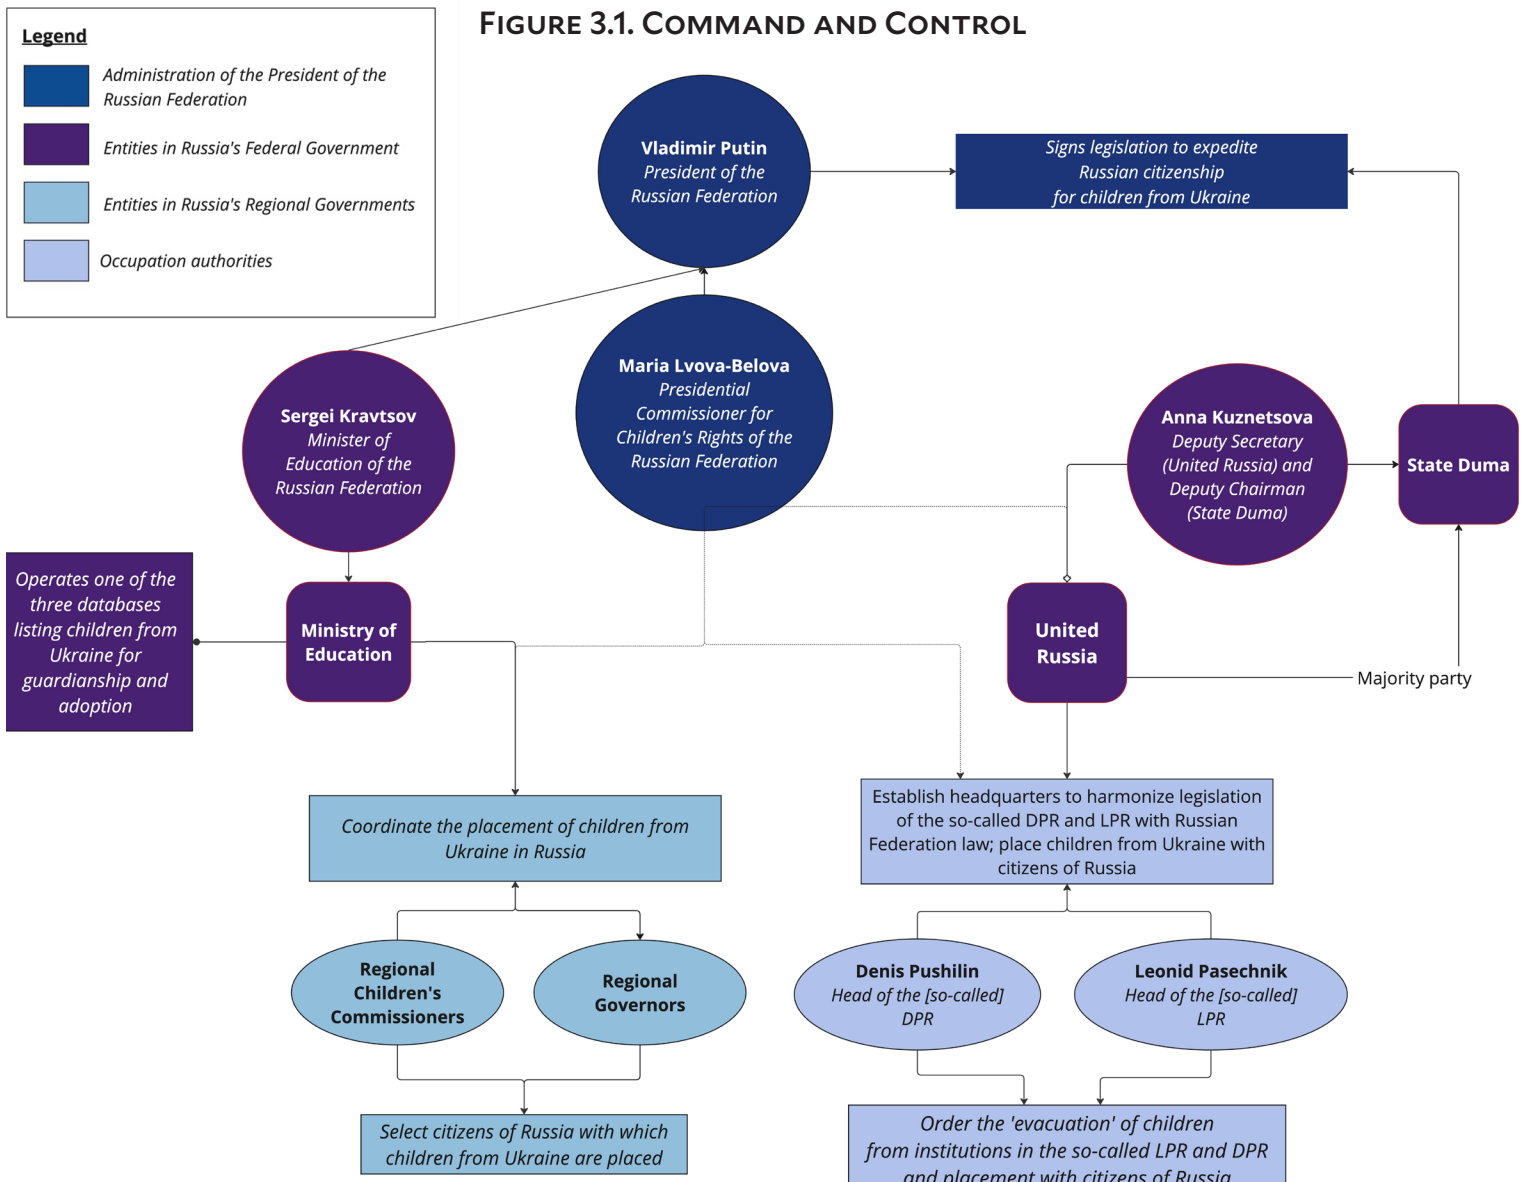 FIGURE 3.1. COMMAND AND CONTROL
Legend
Administration of the President of the
Russian Federation
Entities in Russia's Federal Government
Entities in Russia's Regional Governments
Occupation authorities
Vladimir Putin
President of the
Russian Federation
Signs legislation to expedite
Russian citizenship
for children from Ukraine
Maria Lvova-Belova
Presidential
Commissioner for
Children's Rights of the
Russian Federation
Sergei Kravtsov
Minister of
Education of the
Russian Federation
Anna Kuznetsova
Deputy Secretary
(United Russia) and
Deputy Chairman
(State Duma)
State Duma
Operates one of the
three databases
listing children from
Ukraine for
guardianship and
adoption
Ministry of
Education
United
Russia
Majority party
Coordinate the placement of children from
Ukraine in Russia
Establish headquarters to harmonize legislation
of the so-called DPR and LPR with Russian
Federation law; place children from Ukraine with
citizens of Russia
Regional
Children's
Commissioners
Regional
Governors
Denis Pushilin
Head of the [so-called]
DPR
Leonid Pasechnik
Head of the [so-called]
LPR
Select citizens of Russia with which
children from Ukraine are placed
Order the 'evacuation' of children
from institutions in the so-called LPR and DPR
and placement with citizens of Russia